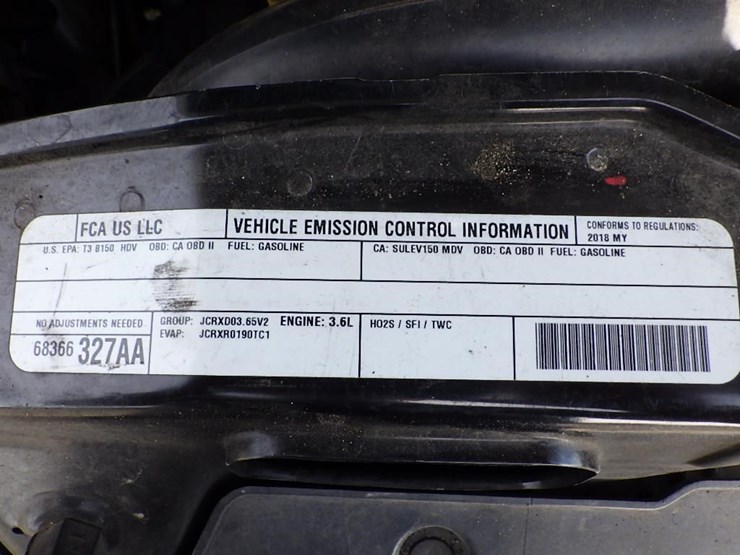 FCA US LLC
VEHICLE EMISSION CONTROL INFORMATION
CONFORMS TO REGULATIONS:
2018 MY
U.S. EPA: T3 B150 HDV OBD: CA OBD II FUEL: GASOLINE
CA: SULEV150 MDV OBD: CA OBD II FUEL: GASOLINE
NO ADJUSTMENTS NEEDED
68366 327AA
GROUP: JCRXD03.65V2 ENGINE: 3.6L
EVAP: JCRXR0190TC1
HO2S / SFI / TWC